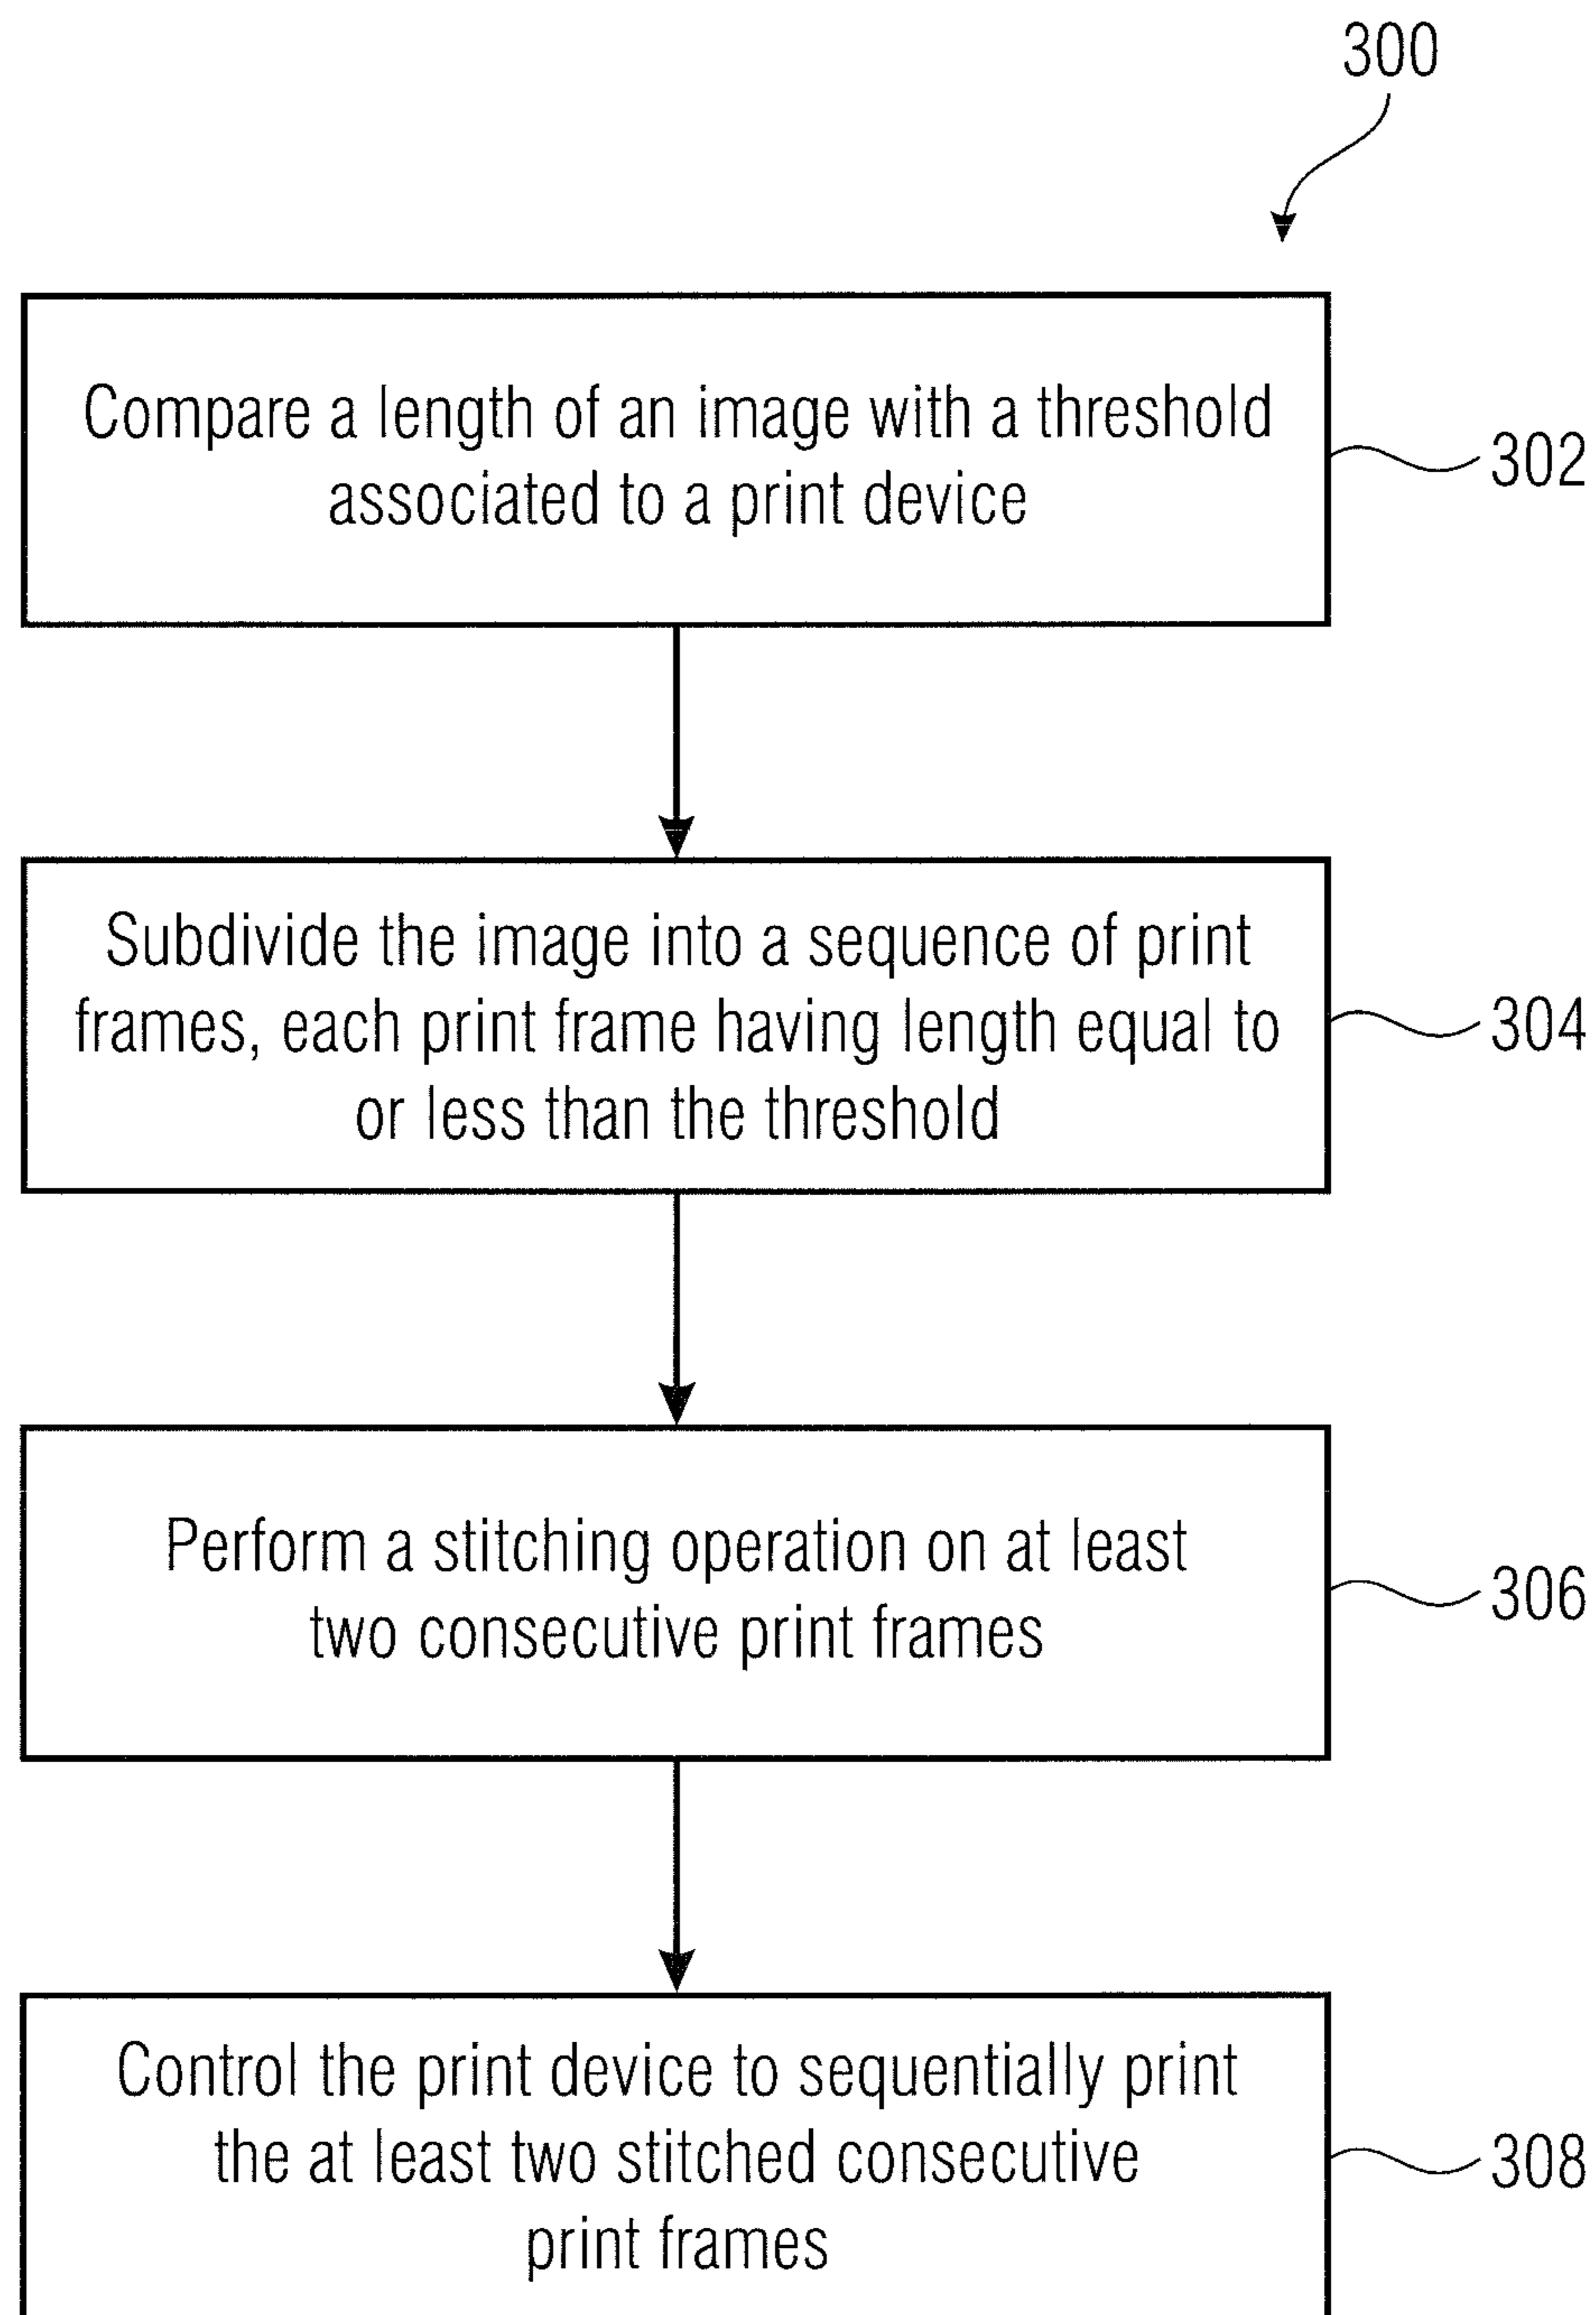 300
Compare a length of an image with a threshold
associated to a print device
302
Subdivide the image into a sequence of print
frames, each print frame having length equal to
or less than the threshold
304
Perform a stitching operation on at least
two consecutive print frames
306
Control the print device to sequentially print
the at least two stitched consecutive
print frames
308